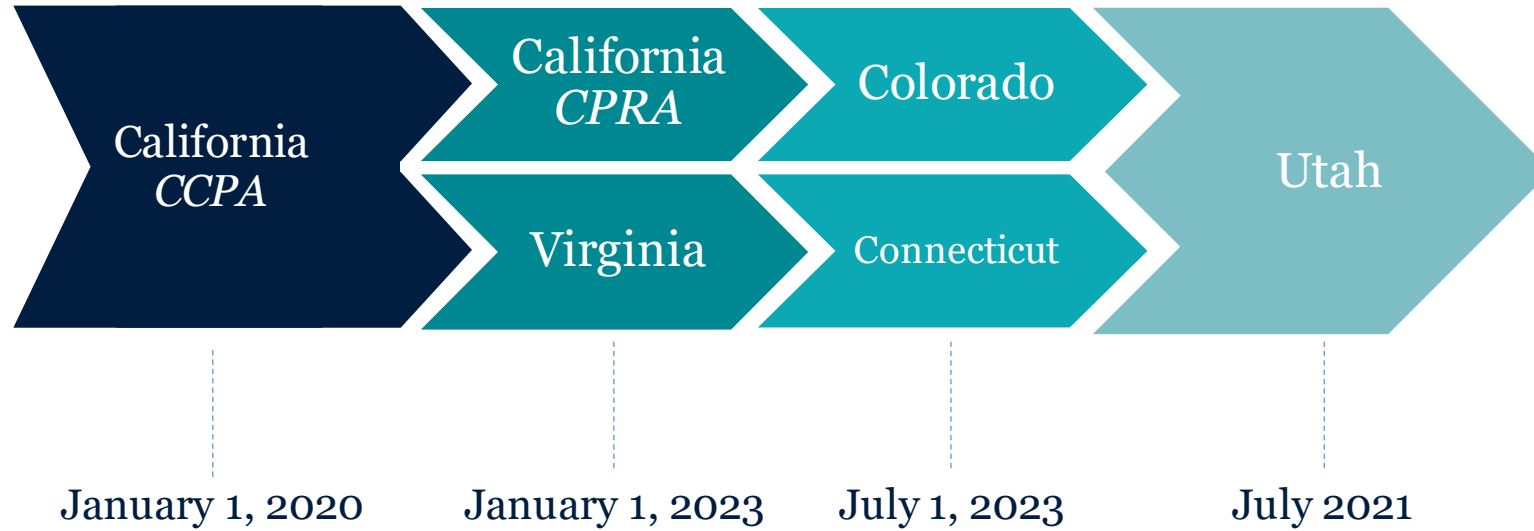 California
CCPA
California
CPRA
Virginia
Colorado
Connecticut
Utah
January 1, 2020
January 1, 2023
July 1, 2023
July 2021